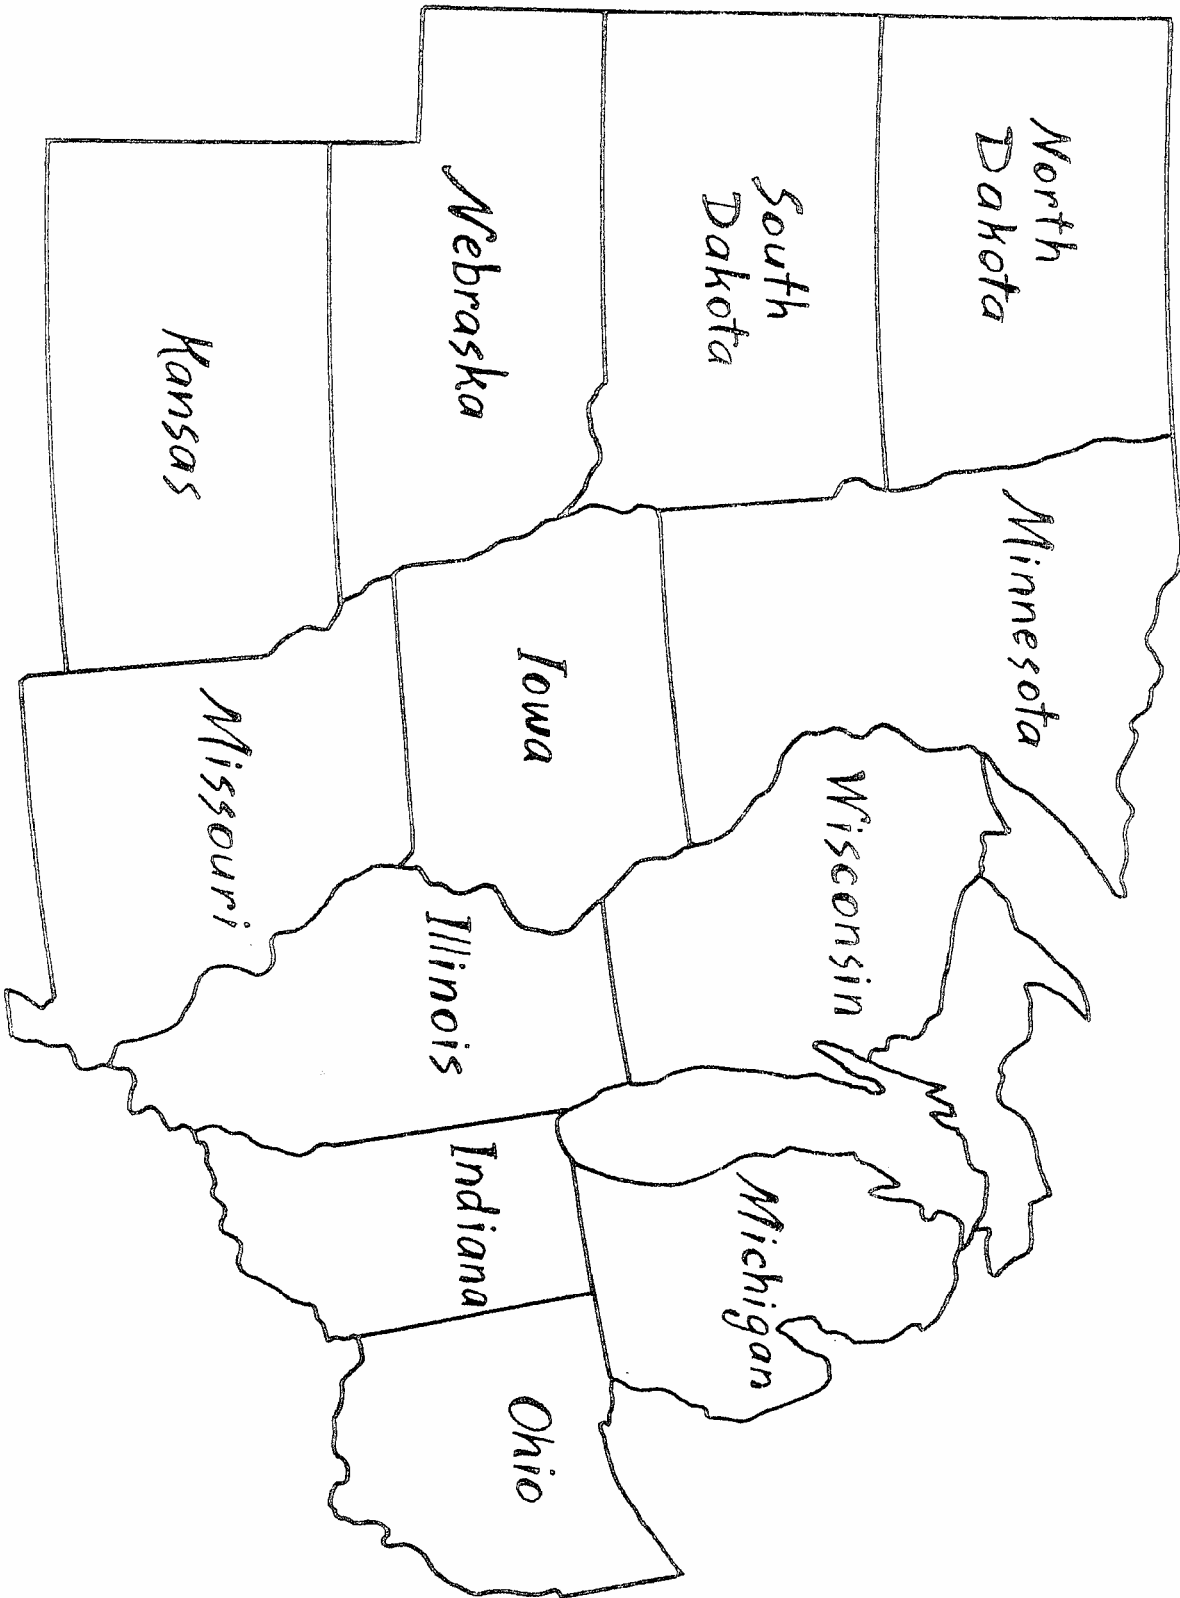 North
Dakota
South
Dakota
Nebraska
Kansas
Minnesota
Iowa
Missouri
Wisconsin
Illinois
Michigan
Indiana
Ohio